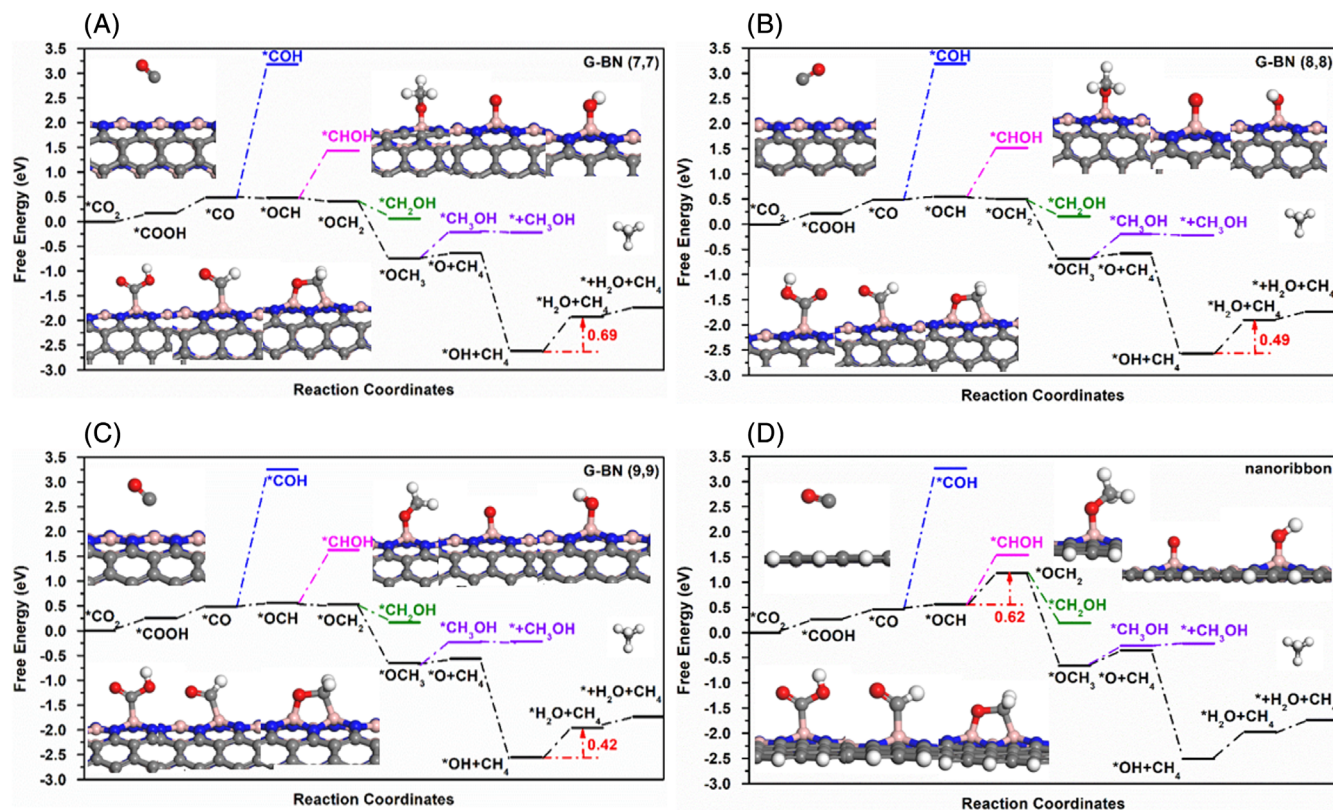 (A)
G-BN (7,7)
Free Energy (eV)
3.5
3.0
2.5
2.0
1.5
1.0
0.5
0.0
-0.5
-1.0
-1.5
-2.0
-2.5
-3.0
*CO₂
*COOH
*CO
*COH
*OCH
*CHOH
*OCH₂
*CH₂OH
*OCH₃
*CH₃OH
*+CH₃OH
*O+CH₄
*OH+CH₄
*H₂O+CH₄
*+H₂O+CH₄
0.69
Reaction Coordinates
(B)
G-BN (8,8)
Free Energy (eV)
3.5
3.0
2.5
2.0
1.5
1.0
0.5
0.0
-0.5
-1.0
-1.5
-2.0
-2.5
-3.0
*CO₂
*COOH
*CO
*COH
*OCH
*CHOH
*OCH₂
*CH₂OH
*OCH₃
*CH₃OH
*+CH₃OH
*O+CH₄
*OH+CH₄
*H₂O+CH₄
*+H₂O+CH₄
0.49
Reaction Coordinates
(C)
G-BN (9,9)
Free Energy (eV)
3.5
3.0
2.5
2.0
1.5
1.0
0.5
0.0
-0.5
-1.0
-1.5
-2.0
-2.5
-3.0
*CO₂
*COOH
*CO
*COH
*OCH
*CHOH
*OCH₂
*CH₂OH
*OCH₃
*CH₃OH
*+CH₃OH
*O+CH₄
*OH+CH₄
*H₂O+CH₄
*+H₂O+CH₄
0.42
Reaction Coordinates
(D)
nanoribbon
Free Energy (eV)
3.5
3.0
2.5
2.0
1.5
1.0
0.5
0.0
-0.5
-1.0
-1.5
-2.0
-2.5
-3.0
*CO₂
*COOH
*CO
*COH
*OCH
*CHOH
*OCH₂
0.62
*CH₂OH
*OCH₃
*CH₃OH
*+CH₃OH
*O+CH₄
*OH+CH₄
*H₂O+CH₄
*+H₂O+CH₄
Reaction Coordinates